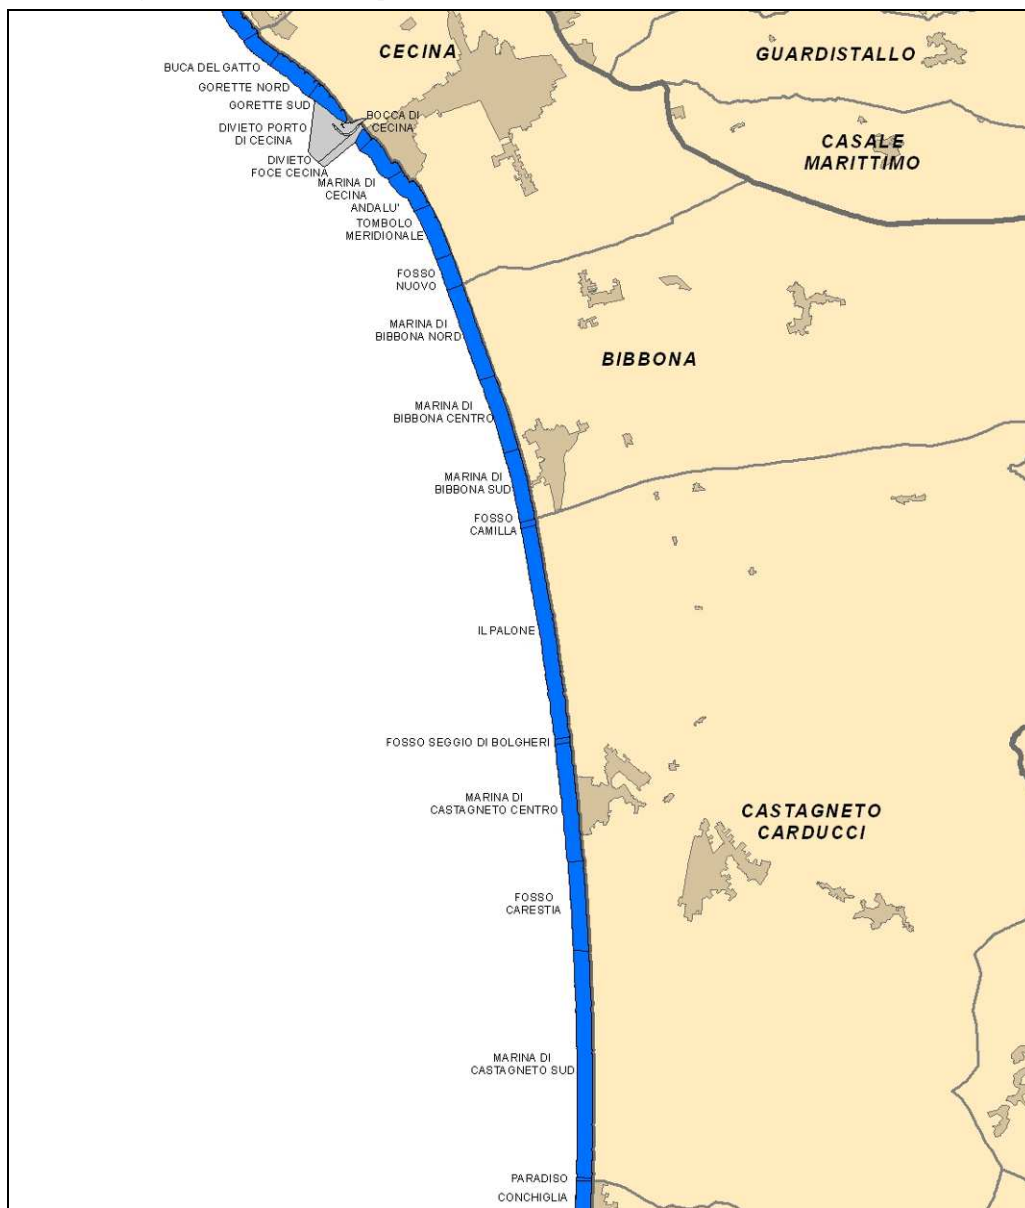 CECINA
GUARDISTALLO
BUCA DEL GATTO
GORETTE NORD
GORETTE SUD
BOCCA DI
CECINA
DIVIETO PORTO
DI CECINA
CASALE
MARITTIMO
DIVIETO
FOCE CECINA
MARINA DI
CECINA
ANDALU'
TOMBOLO
MERIDIONALE
FOSSO
NUOVO
MARINA DI
BIBBONA NORD
BIBBONA
MARINA DI
BIBBONA CENTRO
MARINA DI
BIBBONA SUD
FOSSO
CAMILLA
IL PALONE
FOSSO SEGGIO DI BOLGHERI
MARINA DI
CASTAGNETO CENTRO
CASTAGNETO
CARDUCCI
FOSSO
CARESTIA
MARINA DI
CASTAGNETO SUD
PARADISO
CONCHIGLIA